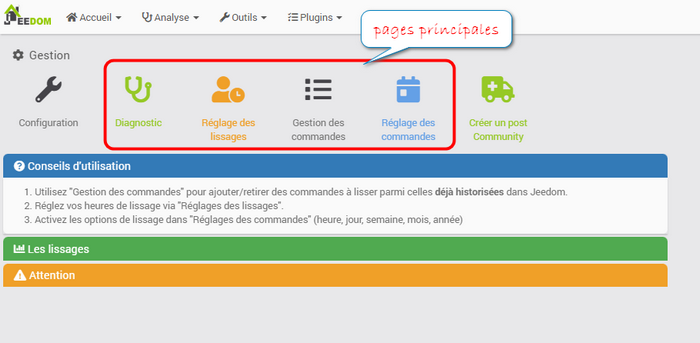 JEEDOM
Accueil
Analyse
Outils
Plugins
pages principales
Gestion
Configuration
Diagnostic
Réglage des
lissages
Gestion des
commandes
Réglage des
commandes
Créer un post
Community
Conseils d'utilisation
1. Utilisez "Gestion des commandes" pour ajouter/retirer des commandes à lisser parmi celles déjà historisées dans Jeedom.
2. Réglez vos heures de lissage via "Réglages des lissages".
3. Activez les options de lissage dans "Réglages des commandes" (heure, jour, semaine, mois, année)
Les lissages
Attention